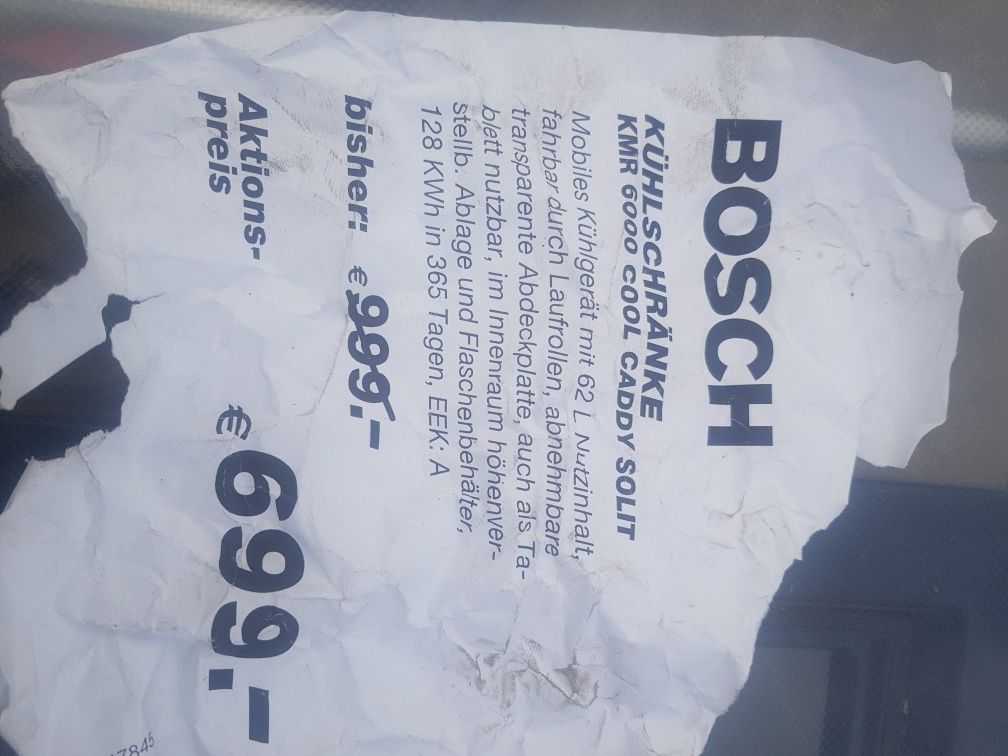 BOSCH
KÜHLSCHRÄNKE
KMR 6000 COOL CADDY SOLIT
Mobiles Kühlgerät mit 62 L Nutzinhalt,
fahrbar durch Laufrollen, abnehmbare
transparente Abdeckplatte, auch als Ta-
blett nutzbar, im Innenraum höhenver-
stellb. Ablage und Flaschenbehälter,
128 KWh in 365 Tagen, EEK: A
bisher: € 999.-
Aktions-
preis € 699.-
7845